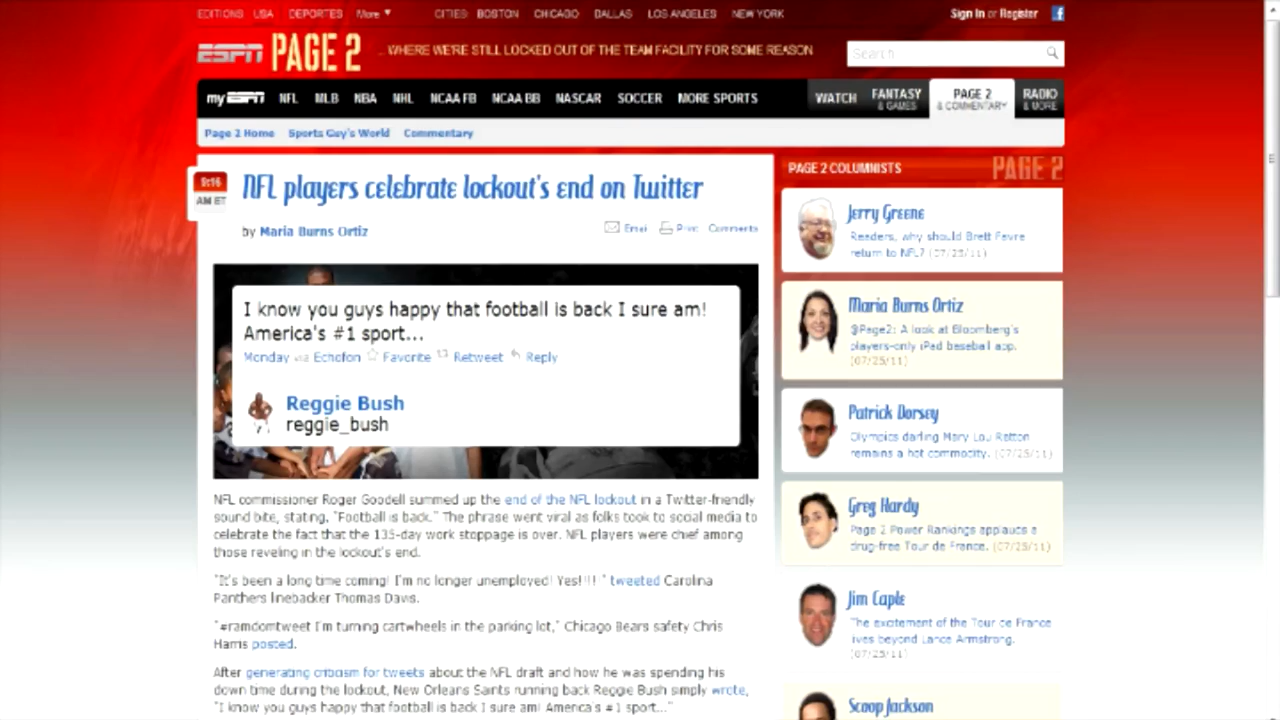 EDITIONS USA DEPORTES More CITIES: BOSTON CHICAGO DALLAS LOS ANGELES NEW YORK Sign In or Register
ESPN PAGE 2 ... WHERE WE'RE STILL LOCKED OUT OF THE TEAM FACILITY FOR SOME REASON Search
myESPN NFL MLB NBA NHL NCAA FB NCAA BB NASCAR SOCCER MORE SPORTS WATCH FANTASY & GAMES PAGE 2 & COMMENTARY RADIO & MORE
Page 2 Home Sports Guy's World Commentary
9:16
AM ET
NFL players celebrate lockout's end on Twitter
by Maria Burns Ortiz
Email Print Comments
I know you guys happy that football is back I sure am!
America's #1 sport...
Monday via Echofon Favorite Retweet Reply
Reggie Bush
reggie_bush
NFL commissioner Roger Goodell summed up the end of the NFL lockout in a Twitter-friendly
sound bite, stating, "Football is back." The phrase went viral as folks took to social media to
celebrate the fact that the 135-day work stoppage is over. NFL players were chief among
those reveling in the lockout's end.
"It's been a long time coming! I'm no longer unemployed! Yes!!!! " tweeted Carolina
Panthers linebacker Thomas Davis.
"#ramdomtweet I'm turning cartwheels in the parking lot," Chicago Bears safety Chris
Harris posted.
After generating criticism for tweets about the NFL draft and how he was spending his
down time during the lockout, New Orleans Saints running back Reggie Bush simply wrote,
"I know you guys happy that football is back I sure am! America's #1 sport..."
PAGE 2 COLUMNISTS PAGE 2
Jerry Greene
Readers, why should Brett Favre
return to NFL? (07/25/11)
Maria Burns Ortiz
@Page2: A look at Bloomberg's
players-only iPad baseball app.
(07/25/11)
Patrick Dorsey
Olympics darling Mary Lou Retton
remains a hot commodity. (07/25/11)
Greg Hardy
Page 2 Power Rankings applauds a
drug-free Tour de France. (07/25/11)
Jim Caple
The excitement of the Tour de France
lives beyond Lance Armstrong.
(07/25/11)
Scoop Jackson